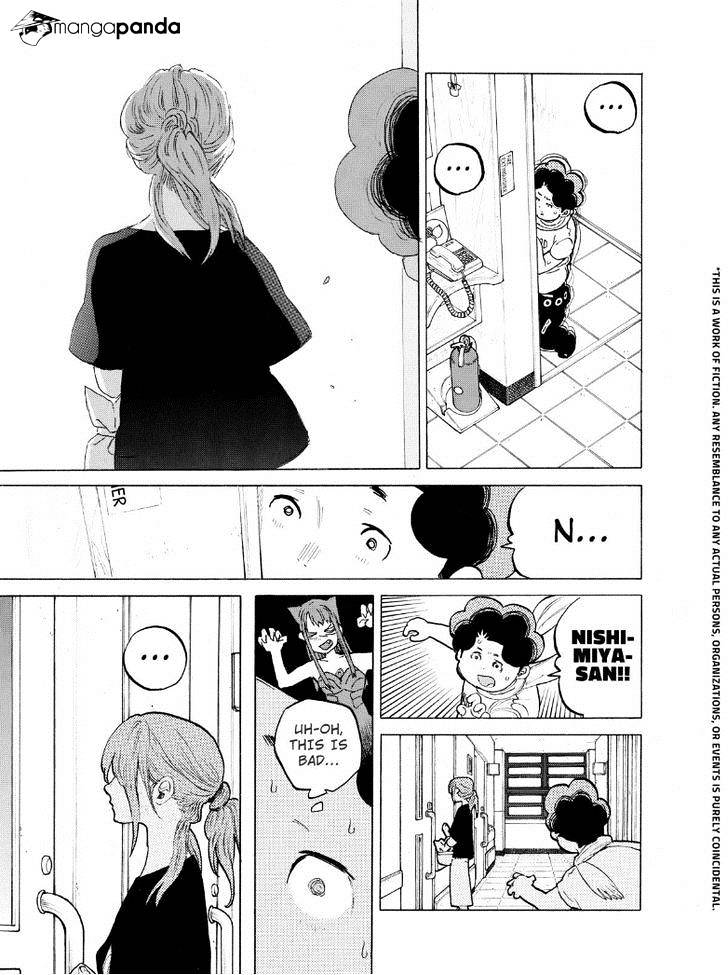 mangapanda
...
...
N...
NISHI-
MIYA-
SAN!!
UH-OH,
THIS IS
BAD...
...
*THIS IS A WORK OF FICTION. ANY RESEMBLANCE TO ANY ACTUAL PERSONS, ORGANIZATIONS, OR EVENTS IS PURELY COINCIDENTAL.